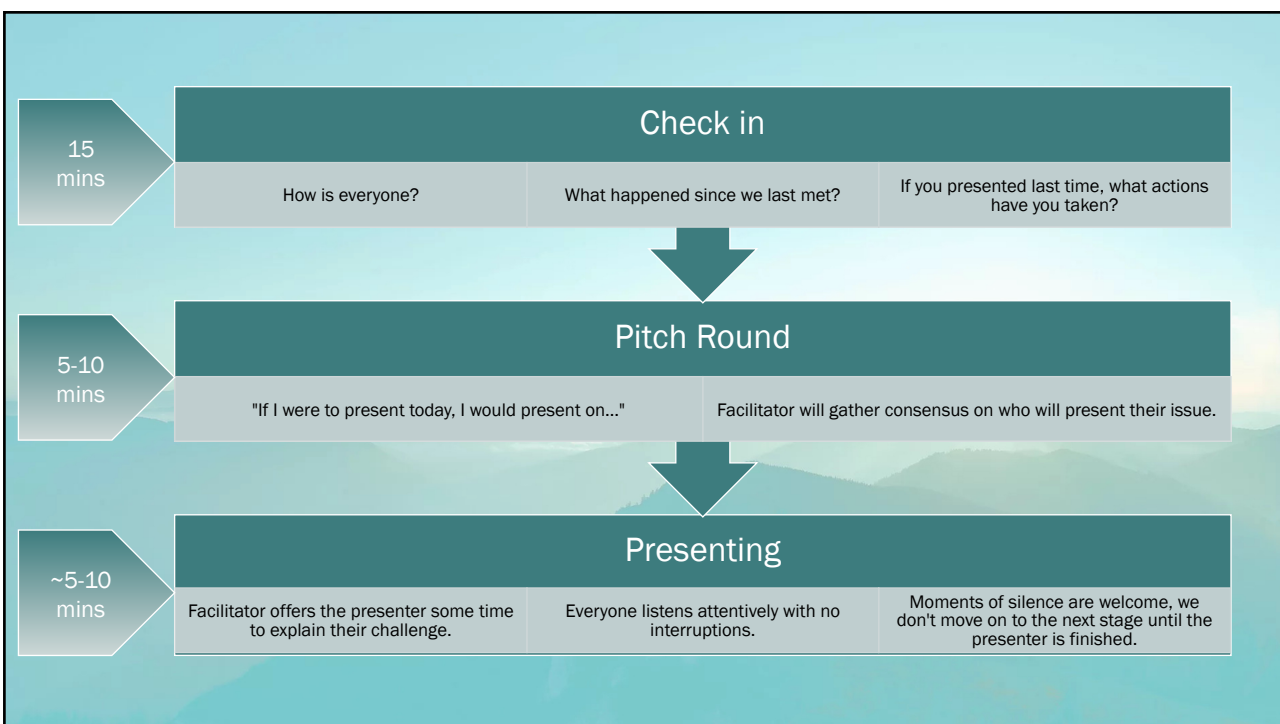 15
mins
Check in
How is everyone?
What happened since we last met?
If you presented last time, what actions
have you taken?
5-10
mins
Pitch Round
"If I were to present today, I would present on..."
Facilitator will gather consensus on who will present their issue.
~5-10
mins
Presenting
Facilitator offers the presenter some time
to explain their challenge.
Everyone listens attentively with no
interruptions.
Moments of silence are welcome, we
don't move on to the next stage until the
presenter is finished.